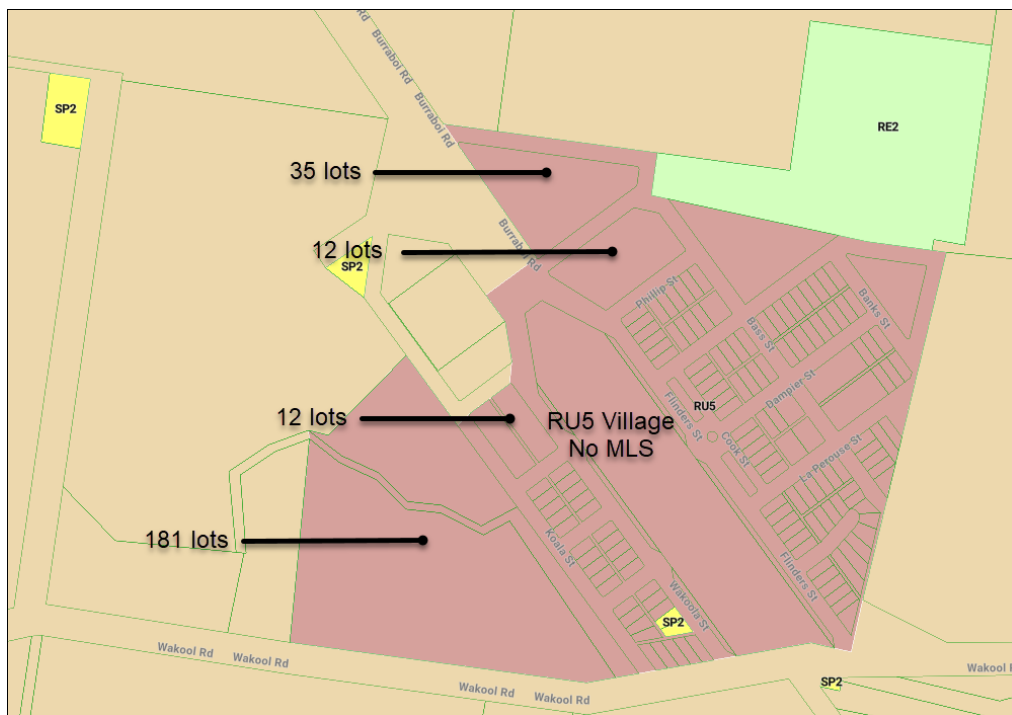 Burraboi Rd
Burraboi Rd
Burraboi Rd
SP2
RE2
35 lots
12 lots
Burraboi Rd
SP2
Phillip St
Banks St
Bass St
Dampier St
12 lots
RU5 Village
No MLS
RU5
Flinders St
Cook St
La Perouse St
181 lots
Koala St
Flinders St
Wakoola St
SP2
Wakool Rd
Wakool Rd
Wakool Rd
Wakool Rd
SP2
Wakool R